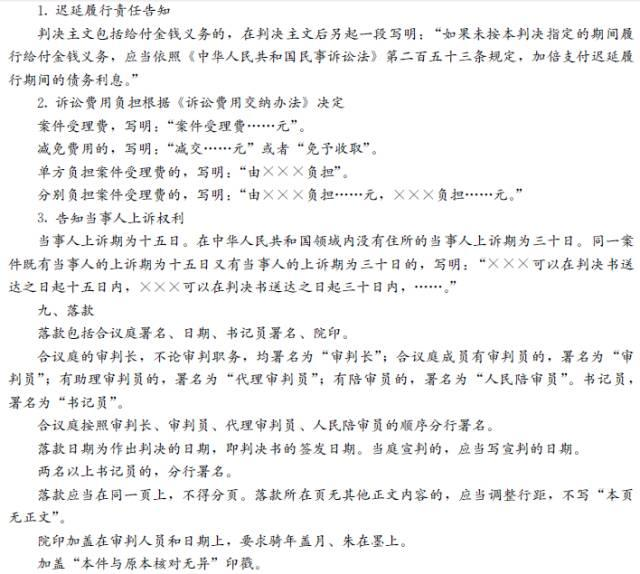 1. 迟延履行责任告知
判决主文包括给付金钱义务的，在判决主文后另起一段写明：“如果未按本判决指定的期间履
行给付金钱义务，应当依照《中华人民共和国民事诉讼法》第二百五十三条规定，加倍支付迟延履
行期间的债务利息。”
2. 诉讼费用负担根据《诉讼费用交纳办法》决定
案件受理费，写明：“案件受理费……元”。
减免费用的，写明：“减交……元”或者“免予收取”。
单方负担案件受理费的，写明：“由×××负担”。
分别负担案件受理费的，写明：“由×××负担……元，×××负担……元。”
3. 告知当事人上诉权利
当事人上诉期为十五日。在中华人民共和国领域内没有住所的当事人上诉期为三十日。同一案
件既有当事人的上诉期为十五日又有当事人的上诉期为三十日的，写明：“×××可以在判决书送
达之日起十五日内，×××可以在判决书送达之日起三十日内，……。”
九、落款
落款包括合议庭署名、日期、书记员署名、院印。
合议庭的审判长，不论审判职务，均署名为“审判长”；合议庭成员有审判员的，署名为“审
判员”；有助理审判员的，署名为“代理审判员”；有陪审员的，署名为“人民陪审员”。书记员，
署名为“书记员”。
合议庭按照审判长、审判员、代理审判员、人民陪审员的顺序分行署名。
落款日期为作出判决的日期，即判决书的签发日期。当庭宣判的，应当写宣判的日期。
两名以上书记员的，分行署名。
落款应当在同一页上，不得分页。落款所在页无其他正文内容的，应当调整行距，不写“本页
无正文”。
院印加盖在审判人员和日期上，要求骑年盖月、朱在墨上。
加盖“本件与原本核对无异”印戳。